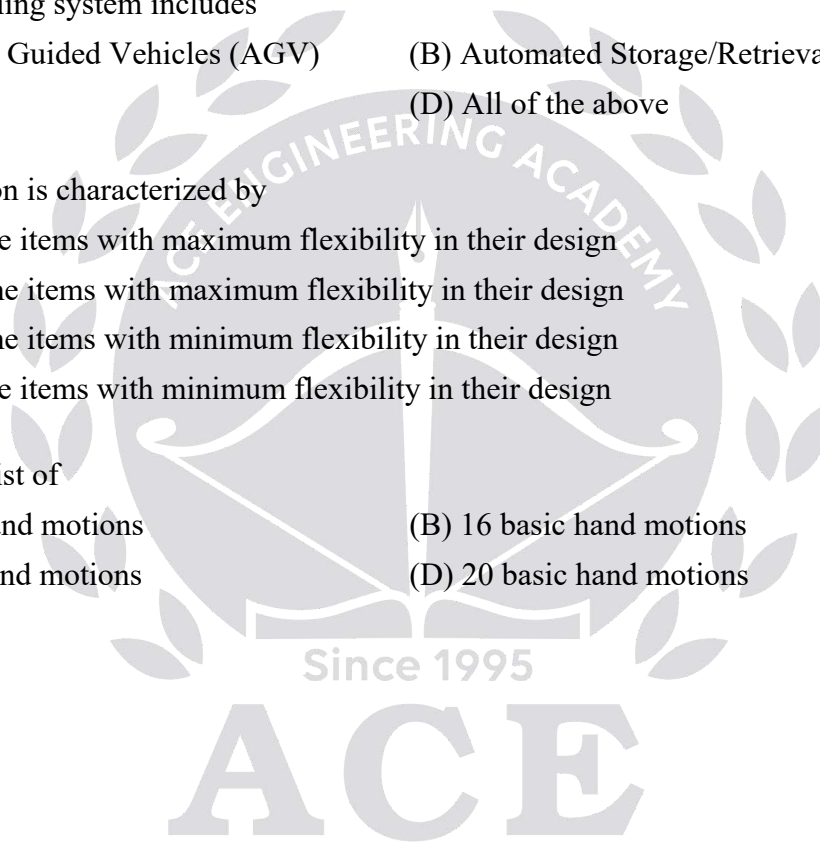 ling system includes
Guided Vehicles (AGV) (B) Automated Storage/Retrieva
(D) All of the above
on is characterized by
e items with maximum flexibility in their design
ne items with maximum flexibility in their design
ne items with minimum flexibility in their design
e items with minimum flexibility in their design
ist of
and motions (B) 16 basic hand motions
nd motions (D) 20 basic hand motions
ACE ENGINEERING ACADEMY
Since 1995
ACE